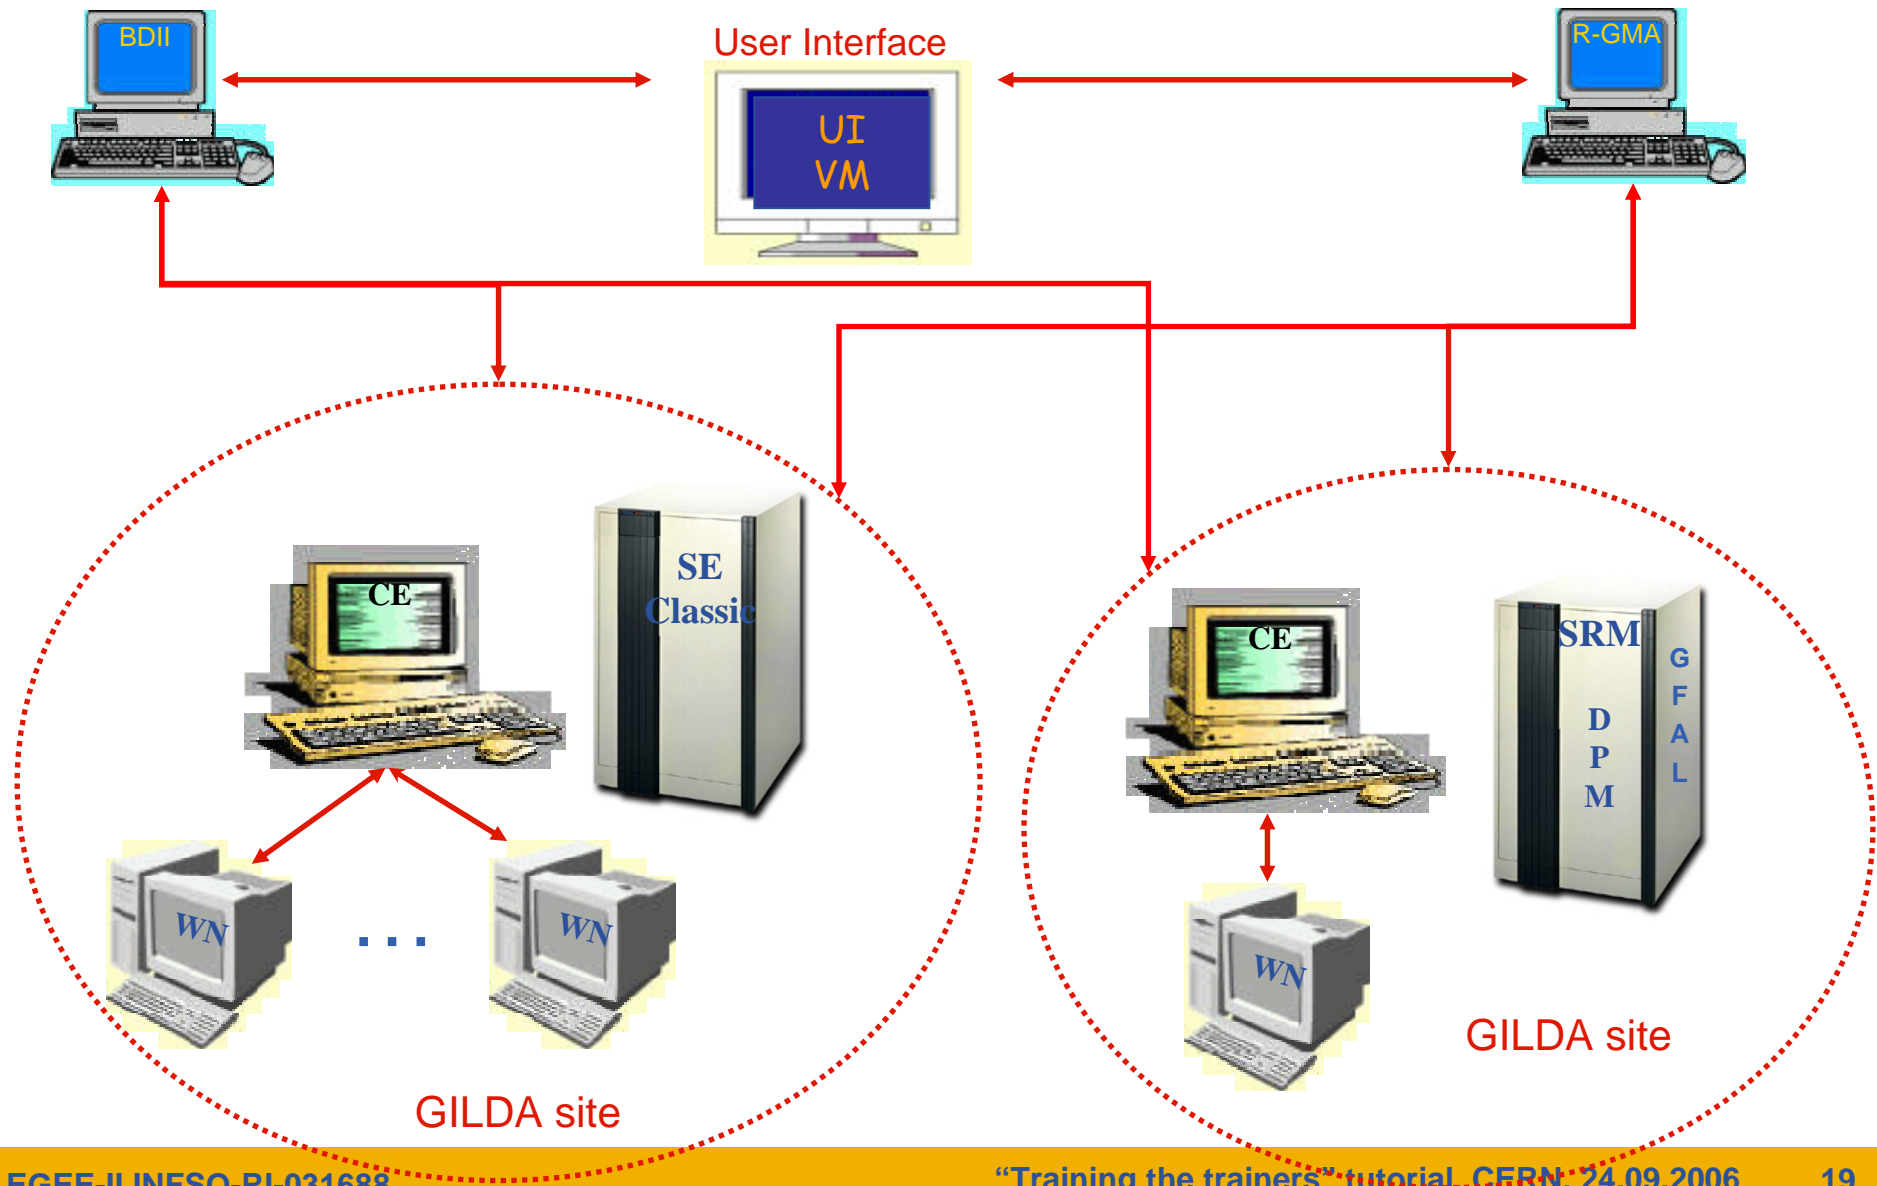 BDII
User Interface
R-GMA
UI
VM
SE
Classic
CE
CE
SRM
G
F
A
L
D
P
M
WN
. . .
WN
WN
GILDA site
GILDA site
EGEE-II INFSO-RI-031688
“Training the trainers” tutorial, CERN, 24.09.2006
19